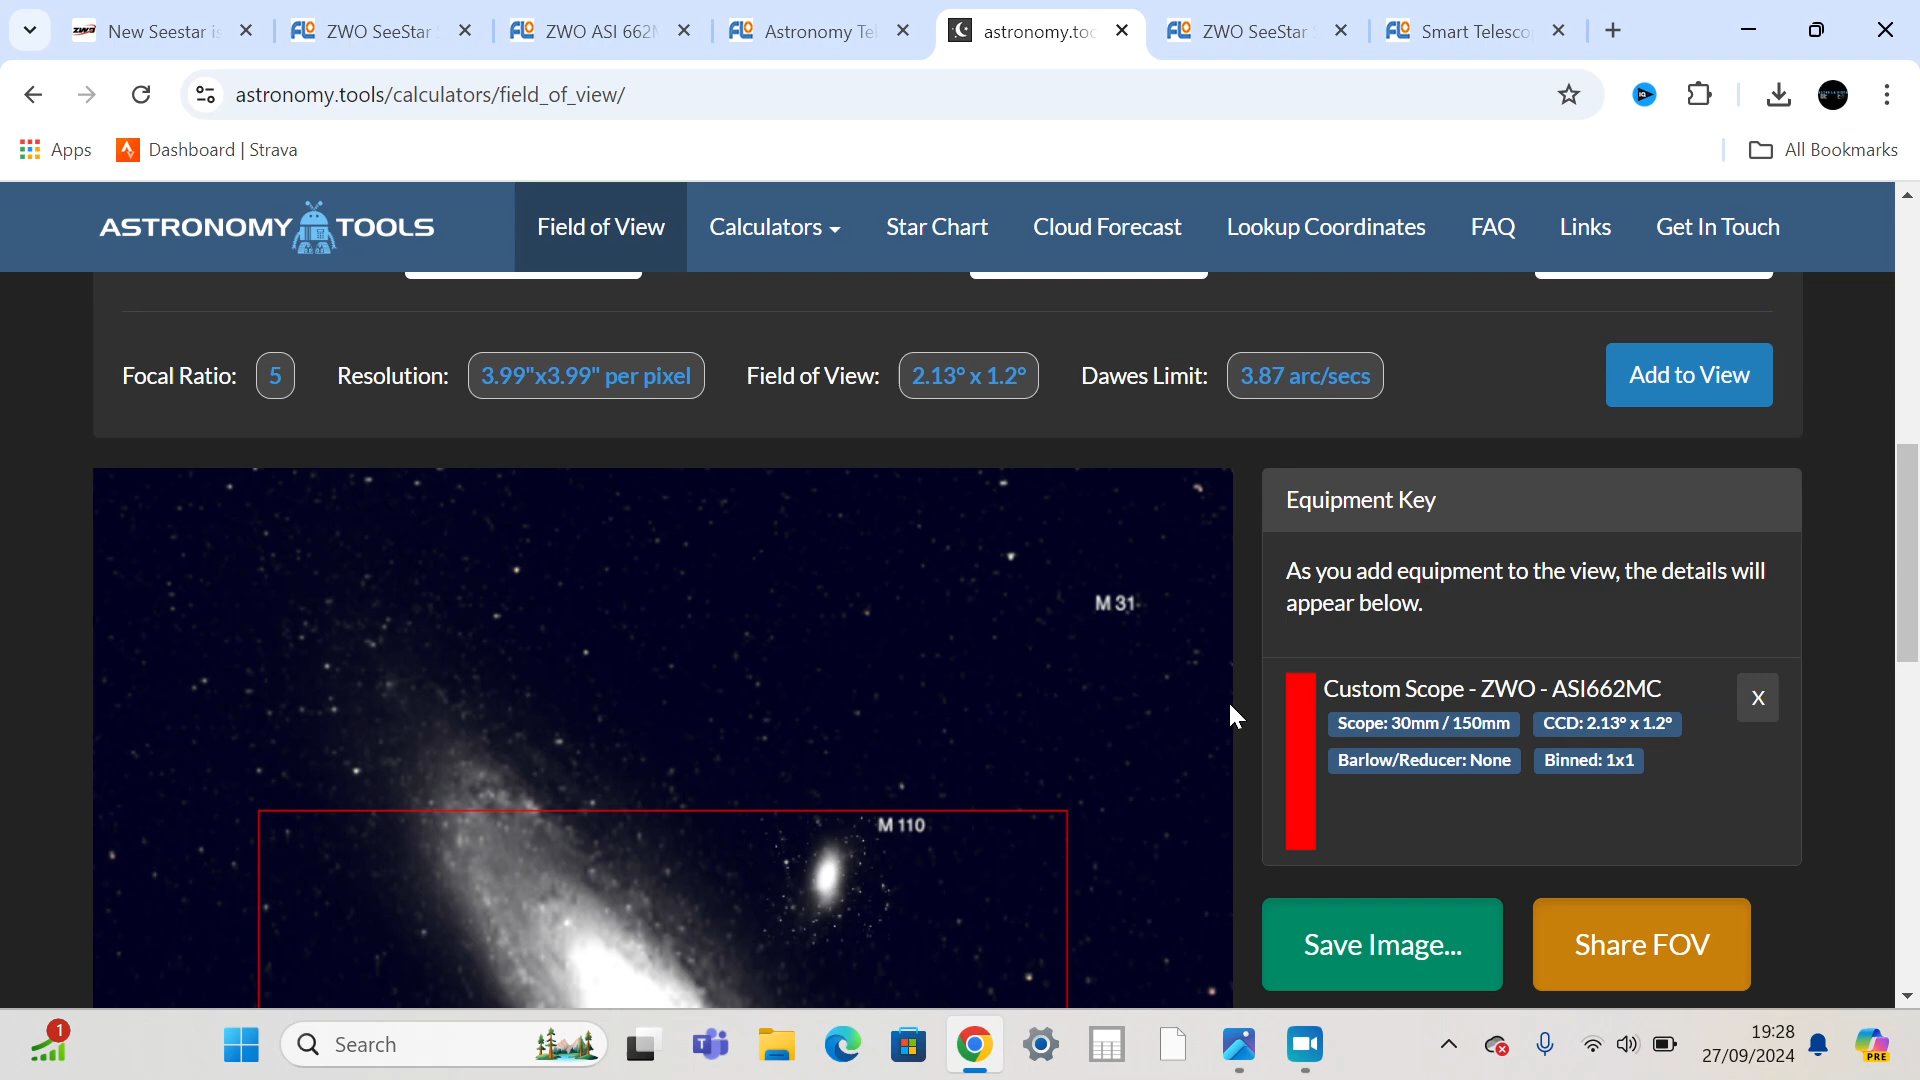 New Seestar i
ZWO SeeStar
ZWO ASI 662M
Astronomy Tel
astronomy.too
ZWO SeeStar
Smart Telesco
astronomy.tools/calculators/field_of_view/
Apps
Dashboard | Strava
All Bookmarks
ASTRONOMY TOOLS
Field of View
Calculators
Star Chart
Cloud Forecast
Lookup Coordinates
FAQ
Links
Get In Touch
Focal Ratio: 5
Resolution: 3.99"x3.99" per pixel
Field of View: 2.13° x 1.2°
Dawes Limit: 3.87 arc/secs
Add to View
M 31
M 110
Equipment Key
As you add equipment to the view, the details will
appear below.
Custom Scope - ZWO - ASI662MC
X
Scope: 30mm / 150mm
CCD: 2.13° x 1.2°
Barlow/Reducer: None
Binned: 1x1
Save Image...
Share FOV
1
Search
19:28
27/09/2024
PRE